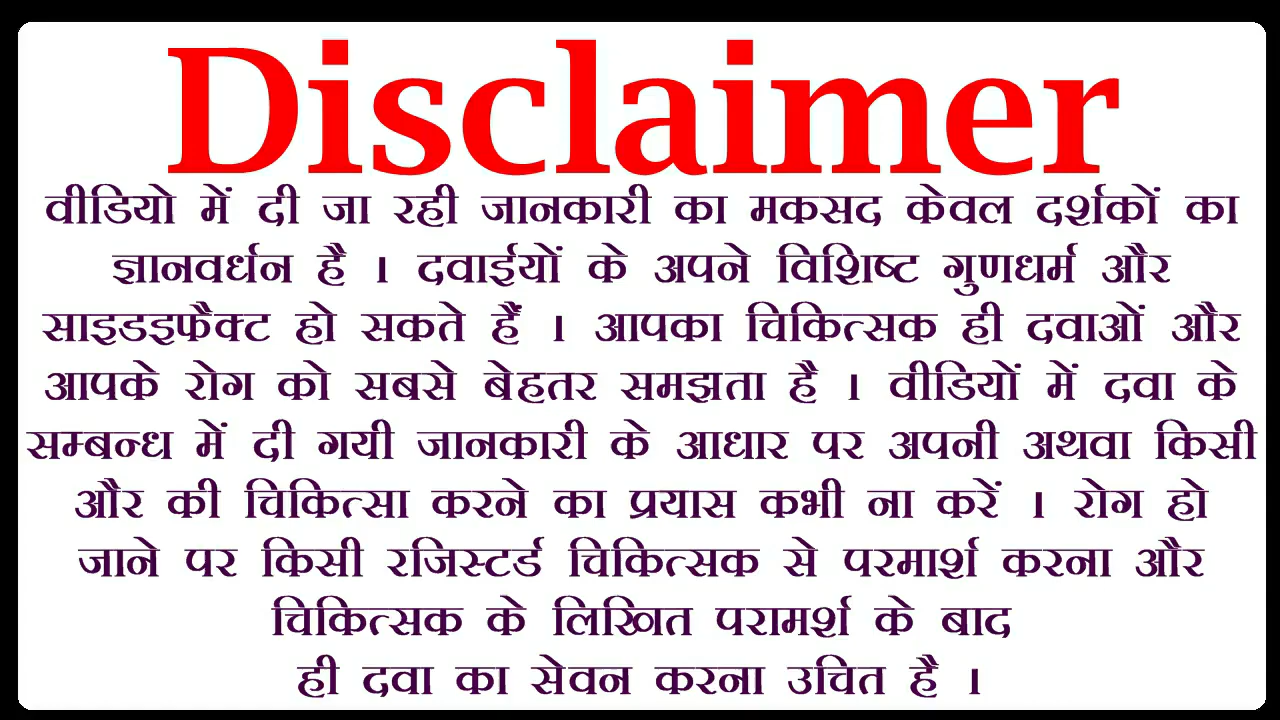 Disclaimer
वीडियो में दी जा रही जानकारी का मकसद केवल दर्शकों का
ज्ञानवर्धन है । दवाईयों के अपने विशिष्ट गुणधर्म और
साइडइफैक्ट हो सकते हैं । आपका चिकित्सक ही दवाओं और
आपके रोग को सबसे बेहतर समझता है । वीडियों में दवा के
सम्बन्ध में दी गयी जानकारी के आधार पर अपनी अथवा किसी
और की चिकित्सा करने का प्रयास कभी ना करें । रोग हो
जाने पर किसी रजिस्टर्ड चिकित्सक से परमार्श करना और
चिकित्सक के लिखित परामर्श के बाद
ही दवा का सेवन करना उचित है ।